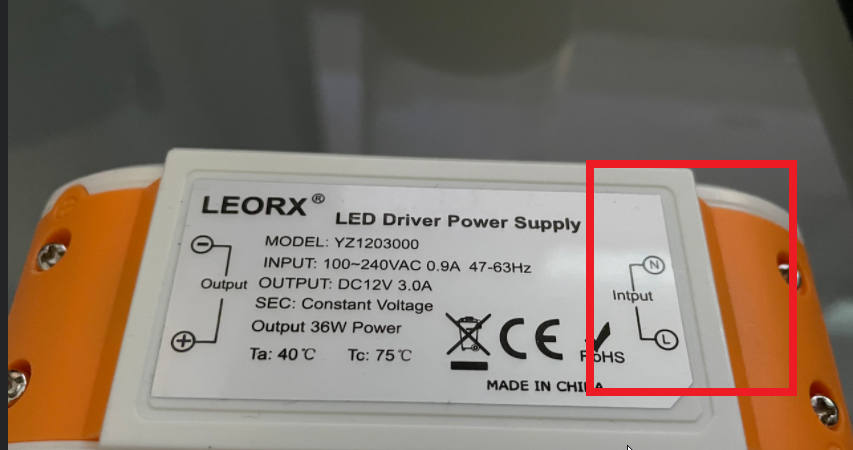 LEORX®
LED Driver Power Supply
MODEL: YZ1203000
INPUT: 100~240VAC 0.9A 47-63Hz
Output
OUTPUT: DC12V 3.0A
SEC: Constant Voltage
Output 36W Power
Ta: 40℃ Tc: 75℃
CE
RoHS
MADE IN CHINA
N
Intput
L